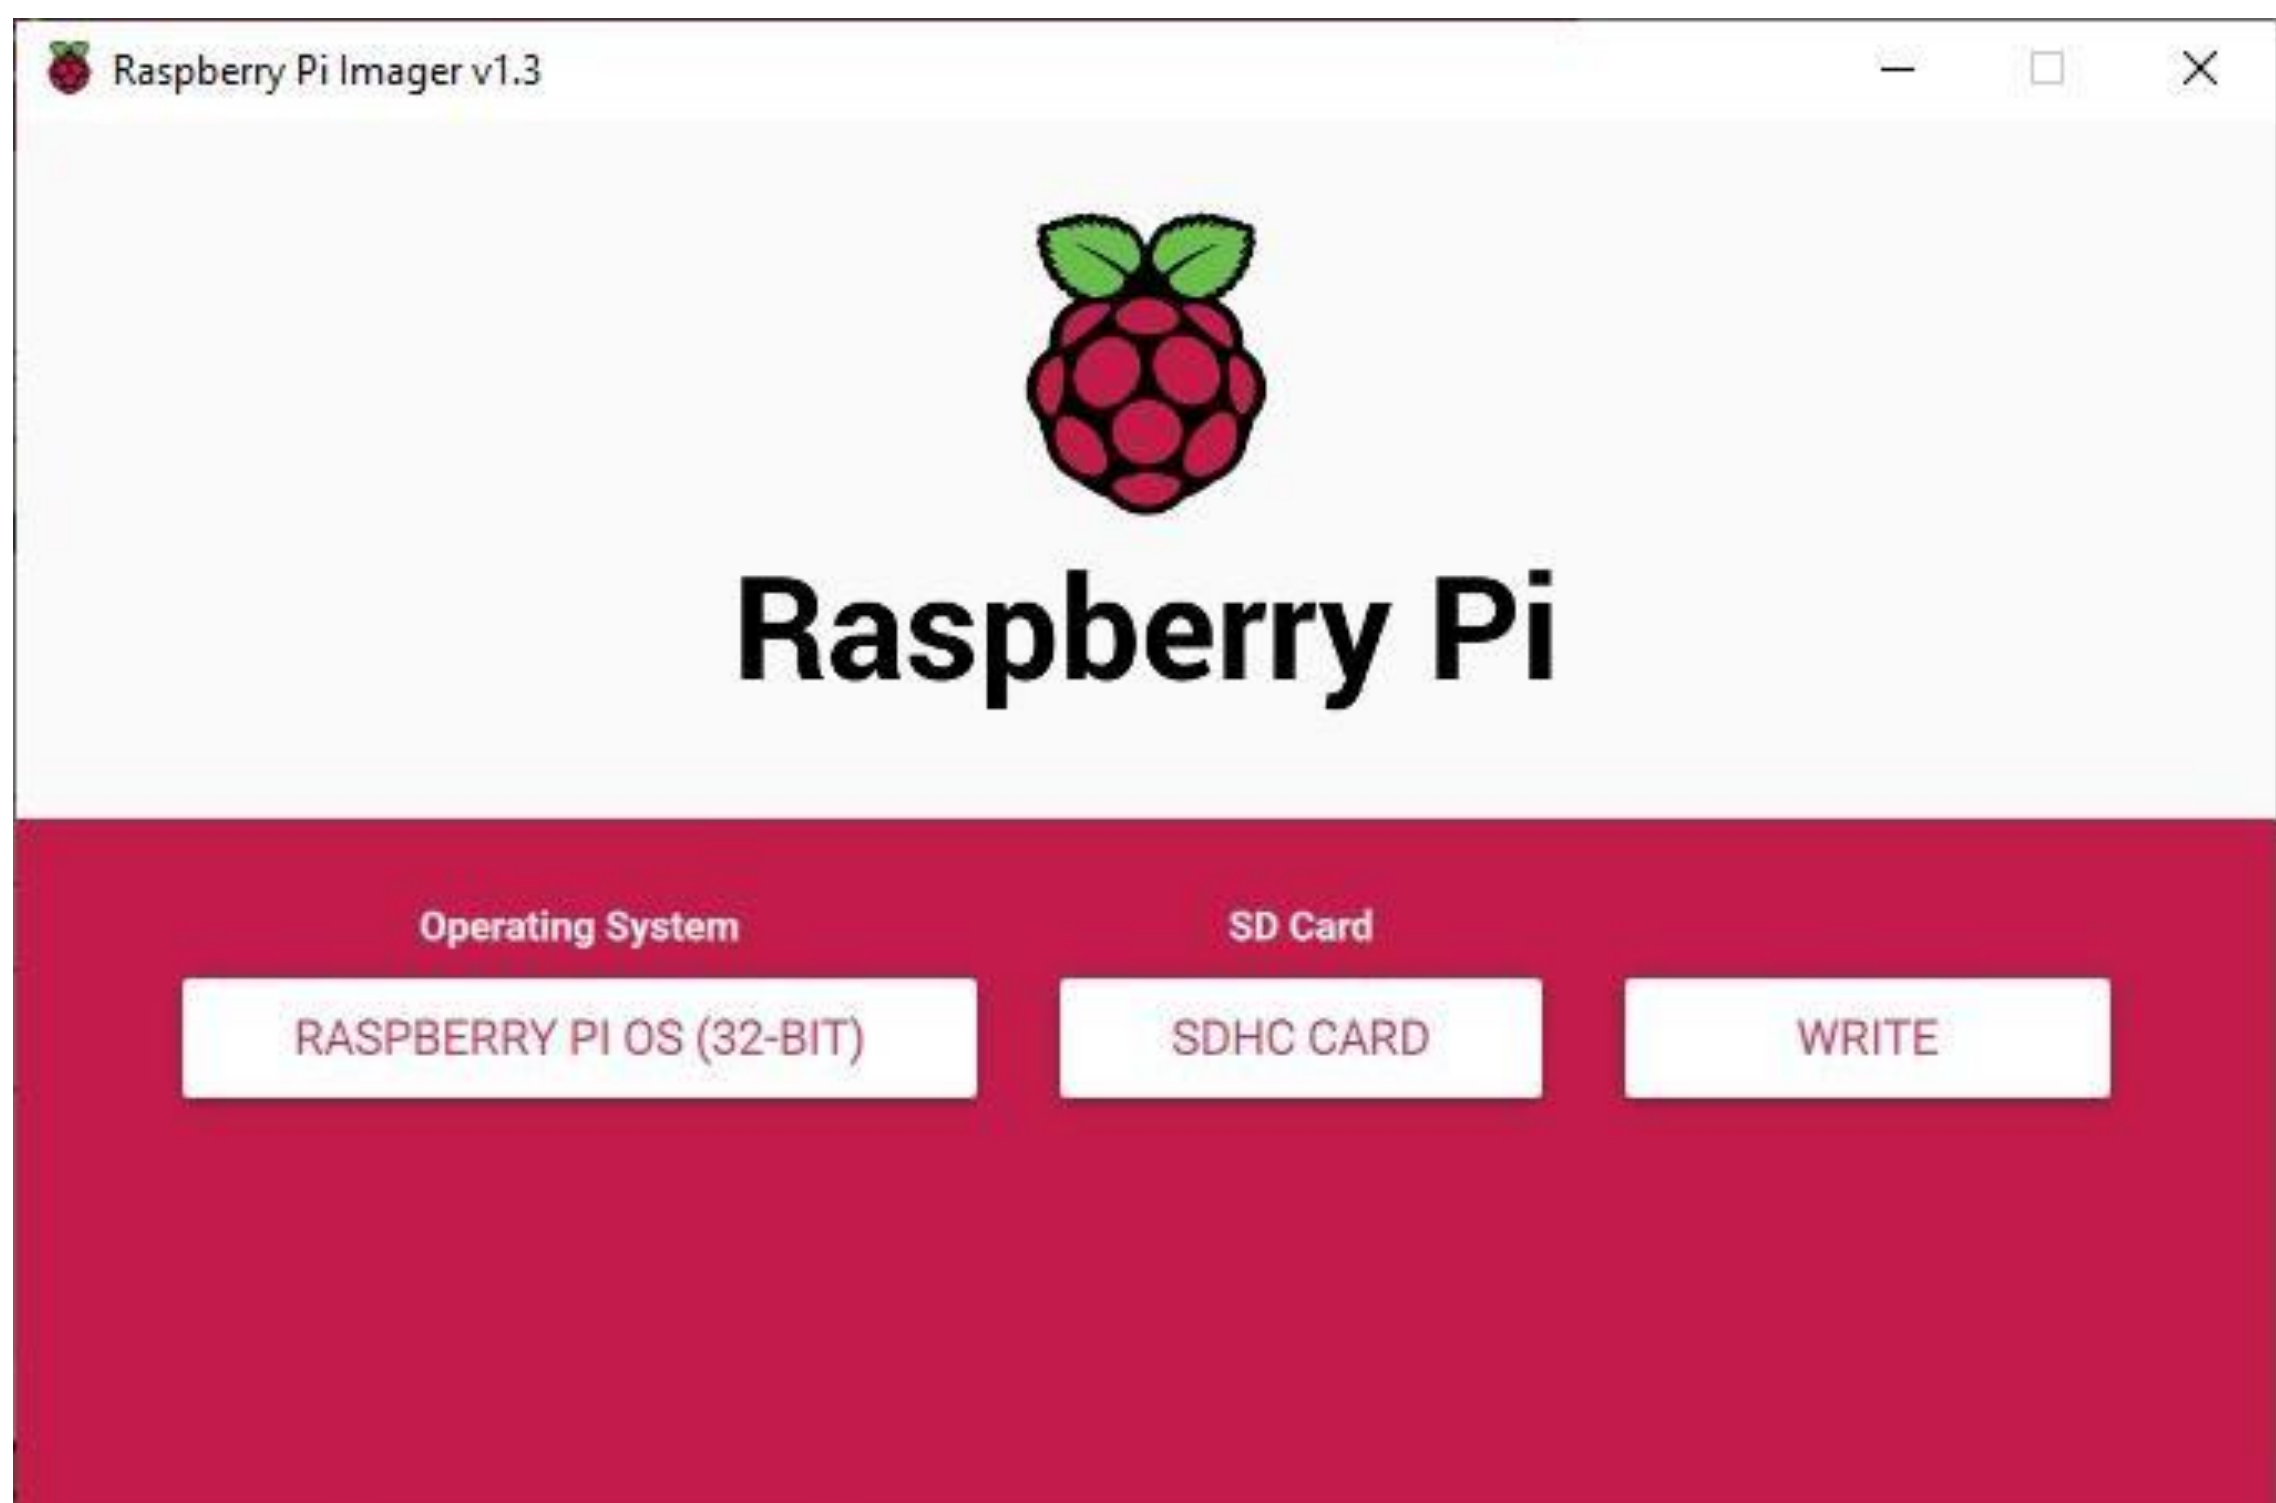 Raspberry Pi Imager v1.3
Raspberry Pi
Operating System
SD Card
RASPBERRY PI OS (32-BIT)
SDHC CARD
WRITE